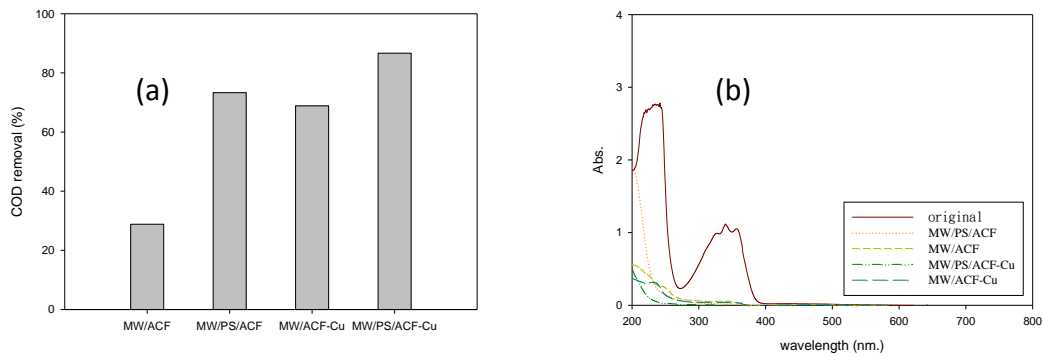 100
80
60
40
20
0
COD removal (%)
(a)
MW/ACF
MW/PS/ACF
MW/ACF-Cu
MW/PS/ACF-Cu
4
3
2
1
0
Abs.
(b)
original
MW/PS/ACF
MW/ACF
MW/PS/ACF-Cu
MW/ACF-Cu
200
300
400
500
600
700
800
wavelength (nm.)